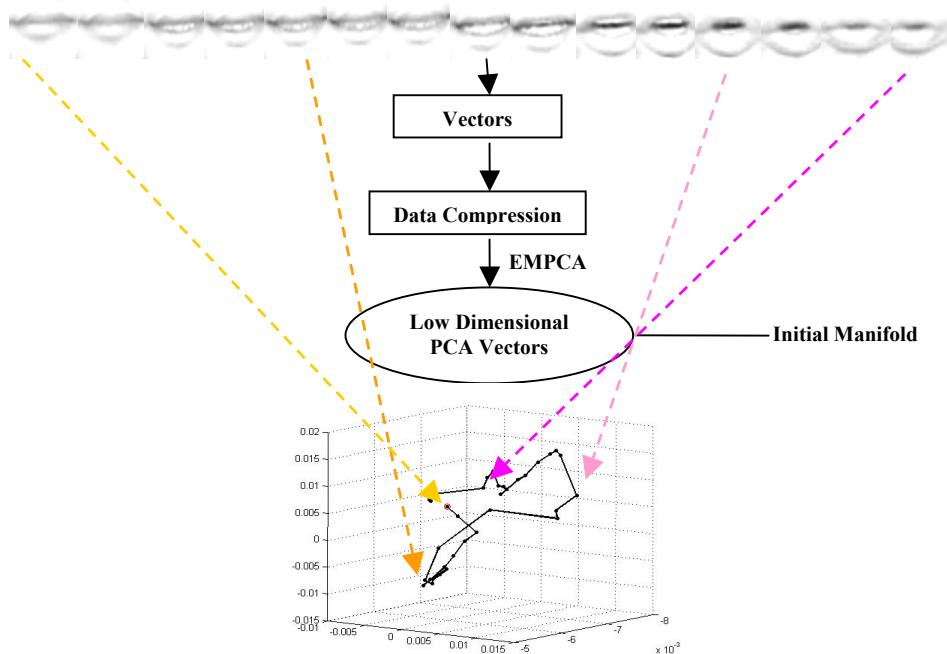 Vectors
Data Compression
EMPCA
Low Dimensional
PCA Vectors
Initial Manifold
0.02
0.015
0.01
0.005
0
-0.005
-0.01
-0.015
-0.01
-0.005
0
0.005
0.01
0.015
-5
-6
-7
-8
x 10⁻³